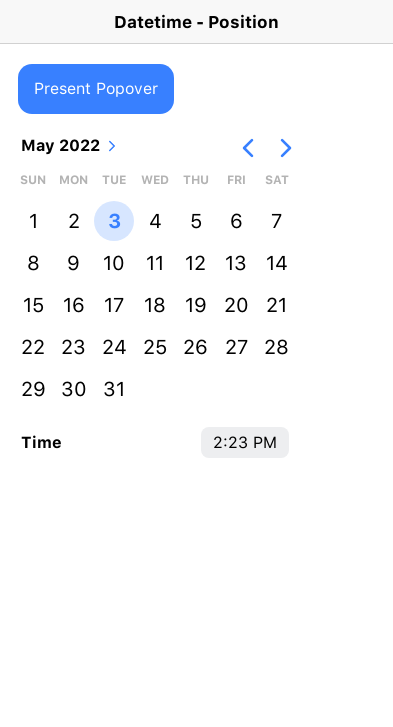 Datetime - Position
Present Popover
May 2022
SUN MON TUE WED THU FRI SAT
1 2 3 4 5 6 7
8 9 10 11 12 13 14
15 16 17 18 19 20 21
22 23 24 25 26 27 28
29 30 31
Time 2:23 PM